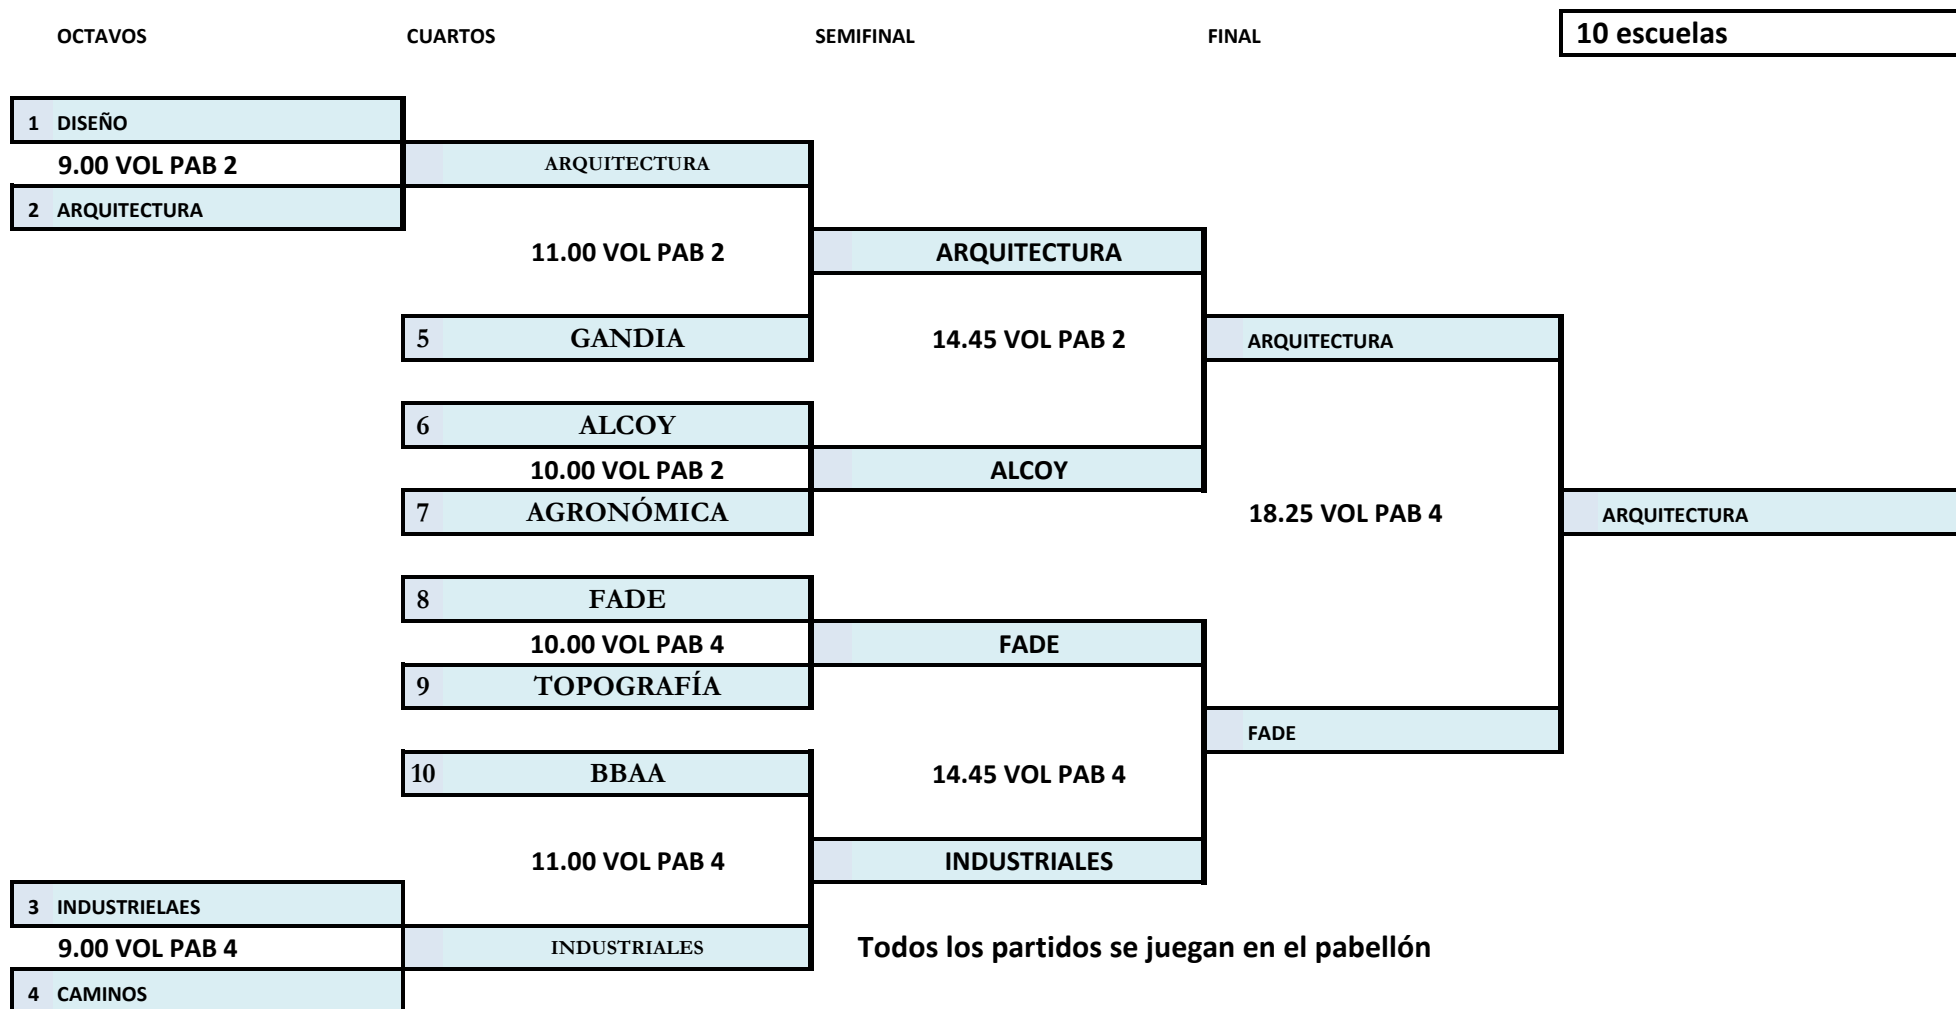 OCTAVOS CUARTOS SEMIFINAL FINAL 10 escuelas
1 DISEÑO
9.00 VOL PAB 2 ARQUITECTURA
2 ARQUITECTURA
11.00 VOL PAB 2 ARQUITECTURA
5 GANDIA 14.45 VOL PAB 2 ARQUITECTURA
6 ALCOY
10.00 VOL PAB 2 ALCOY
7 AGRONÓMICA 18.25 VOL PAB 4 ARQUITECTURA
8 FADE
10.00 VOL PAB 4 FADE
9 TOPOGRAFÍA
FADE
10 BBAA 14.45 VOL PAB 4
11.00 VOL PAB 4 INDUSTRIALES
3 INDUSTRIELAES
9.00 VOL PAB 4 INDUSTRIALES Todos los partidos se juegan en el pabellón
4 CAMINOS